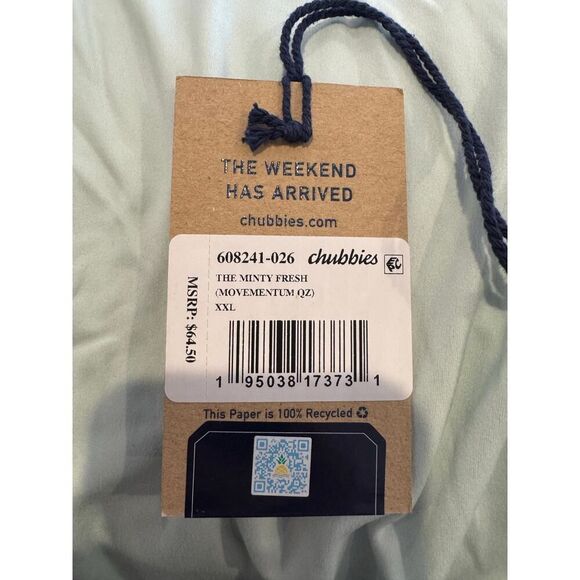 THE WEEKEND
HAS ARRIVED
chubbies.com
608241-026 chubbies
THE MINTY FRESH
(MOVEMENTUM QZ)
XXL
MSRP: $64.50
1 95038 17373 1
This Paper is 100% Recycled